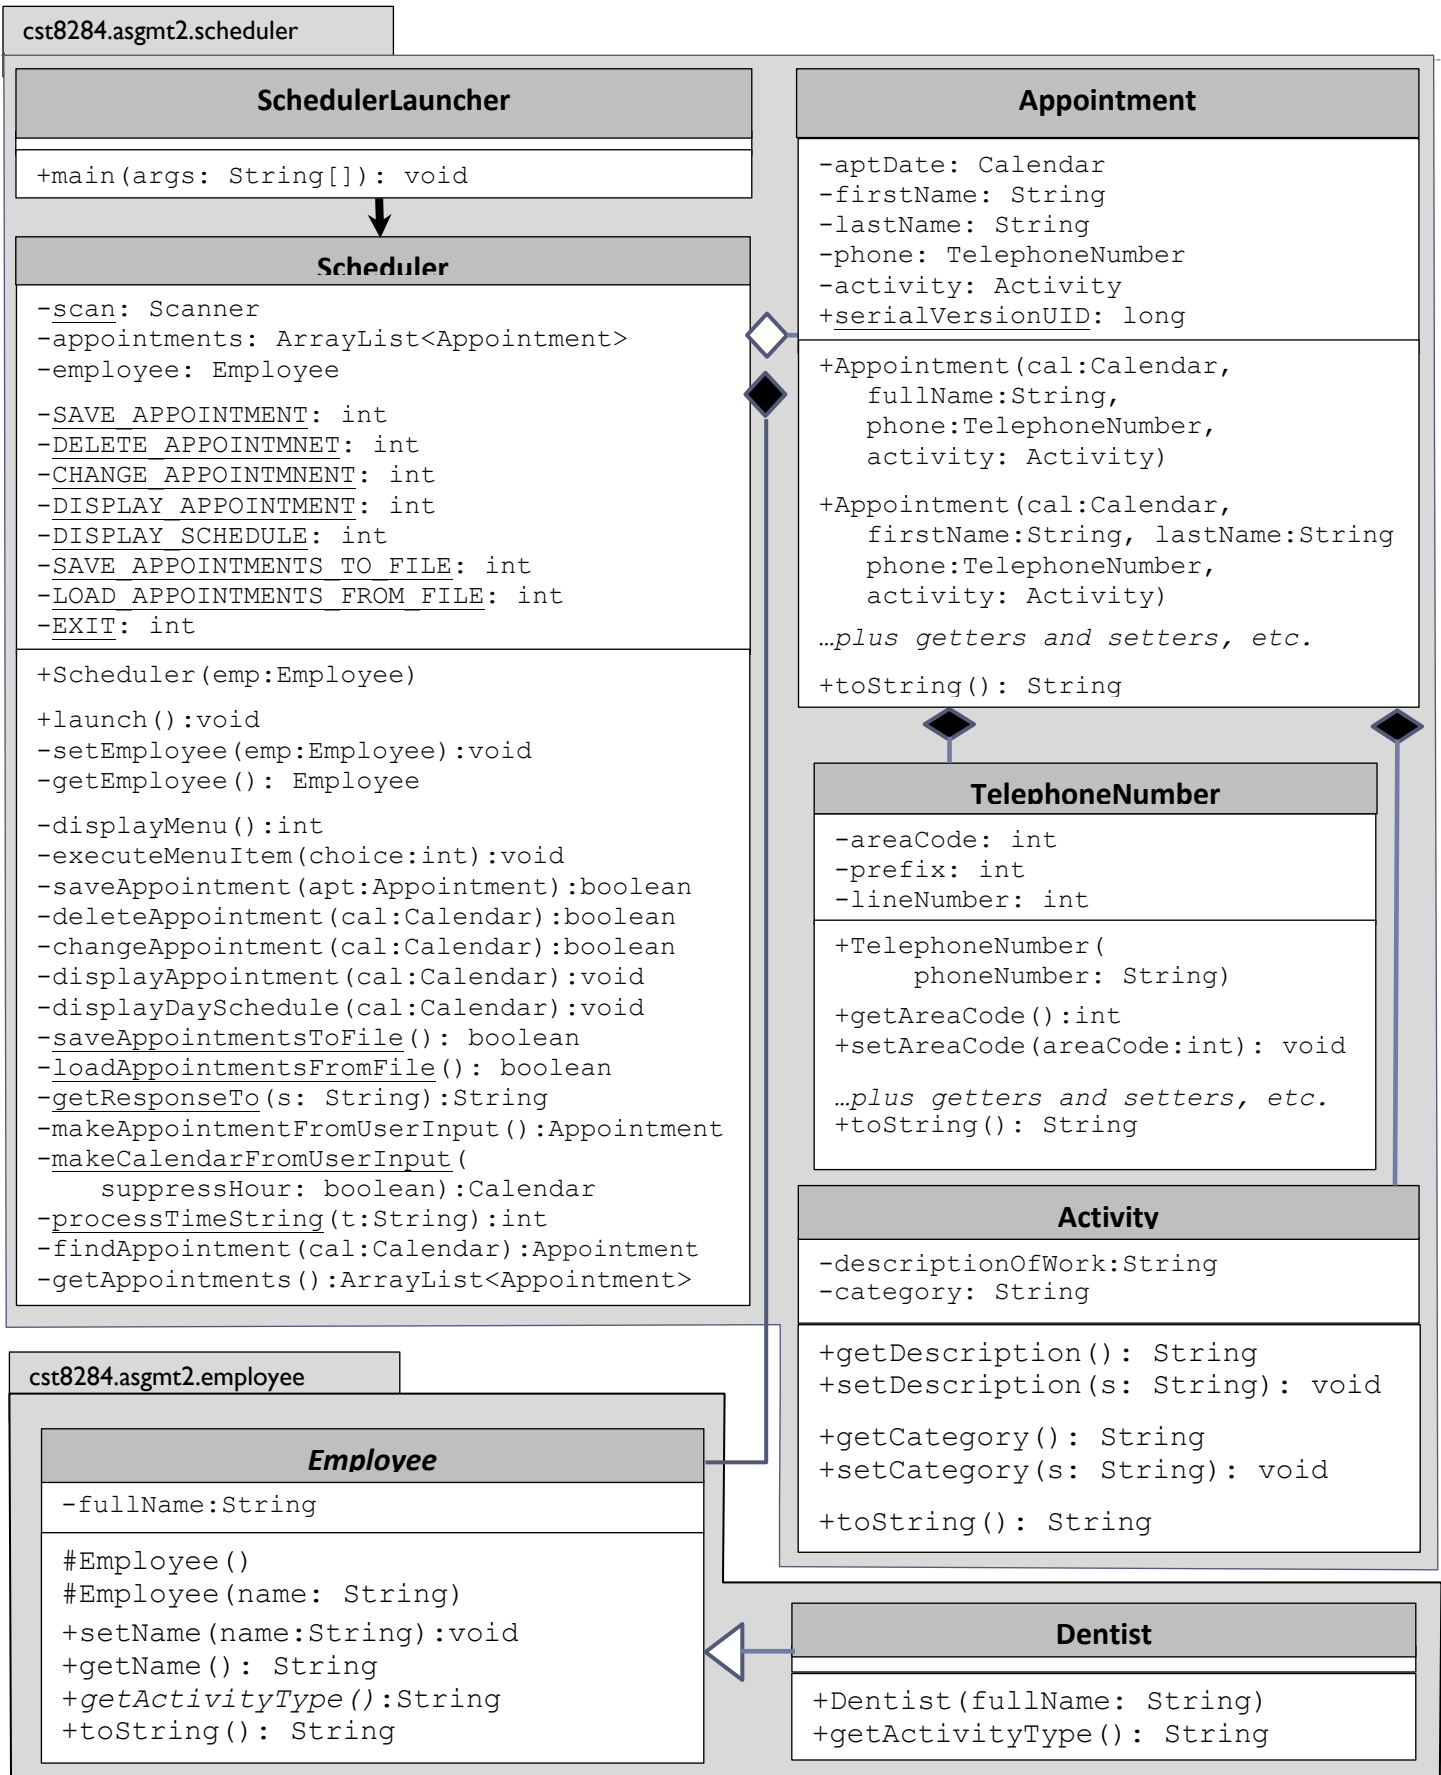 cst8284.asgmt2.scheduler
SchedulerLauncher
+main(args: String[]): void
Scheduler
-scan: Scanner
-appointments: ArrayList<Appointment>
-employee: Employee
-SAVE_APPOINTMENT: int
-DELETE_APPOINTMNET: int
-CHANGE_APPOINTMNENT: int
-DISPLAY_APPOINTMENT: int
-DISPLAY_SCHEDULE: int
-SAVE_APPOINTMENTS_TO_FILE: int
-LOAD_APPOINTMENTS_FROM_FILE: int
-EXIT: int
+Scheduler(emp:Employee)
+launch():void
-setEmployee(emp:Employee):void
-getEmployee(): Employee
-displayMenu():int
-executeMenuItem(choice:int):void
-saveAppointment(apt:Appointment):boolean
-deleteAppointment(cal:Calendar):boolean
-changeAppointment(cal:Calendar):boolean
-displayAppointment(cal:Calendar):void
-displayDaySchedule(cal:Calendar):void
-saveAppointmentsToFile(): boolean
-loadAppointmentsFromFile(): boolean
-getResponseTo(s: String):String
-makeAppointmentFromUserInput():Appointment
-makeCalendarFromUserInput(
suppressHour: boolean):Calendar
-processTimeString(t:String):int
-findAppointment(cal:Calendar):Appointment
-getAppointments():ArrayList<Appointment>
Appointment
-aptDate: Calendar
-firstName: String
-lastName: String
-phone: TelephoneNumber
-activity: Activity
+serialVersionUID: long
+Appointment(cal:Calendar,
fullName:String,
phone:TelephoneNumber,
activity: Activity)
+Appointment(cal:Calendar,
firstName:String, lastName:String
phone:TelephoneNumber,
activity: Activity)
…plus getters and setters, etc.
+toString(): String
TelephoneNumber
-areaCode: int
-prefix: int
-lineNumber: int
+TelephoneNumber(
phoneNumber: String)
+getAreaCode():int
+setAreaCode(areaCode:int): void
…plus getters and setters, etc.
+toString(): String
Activity
-descriptionOfWork:String
-category: String
+getDescription(): String
+setDescription(s: String): void
+getCategory(): String
+setCategory(s: String): void
+toString(): String
cst8284.asgmt2.employee
Employee
-fullName:String
#Employee()
#Employee(name: String)
+setName(name:String):void
+getName(): String
+getActivityType():String
+toString(): String
Dentist
+Dentist(fullName: String)
+getActivityType(): String